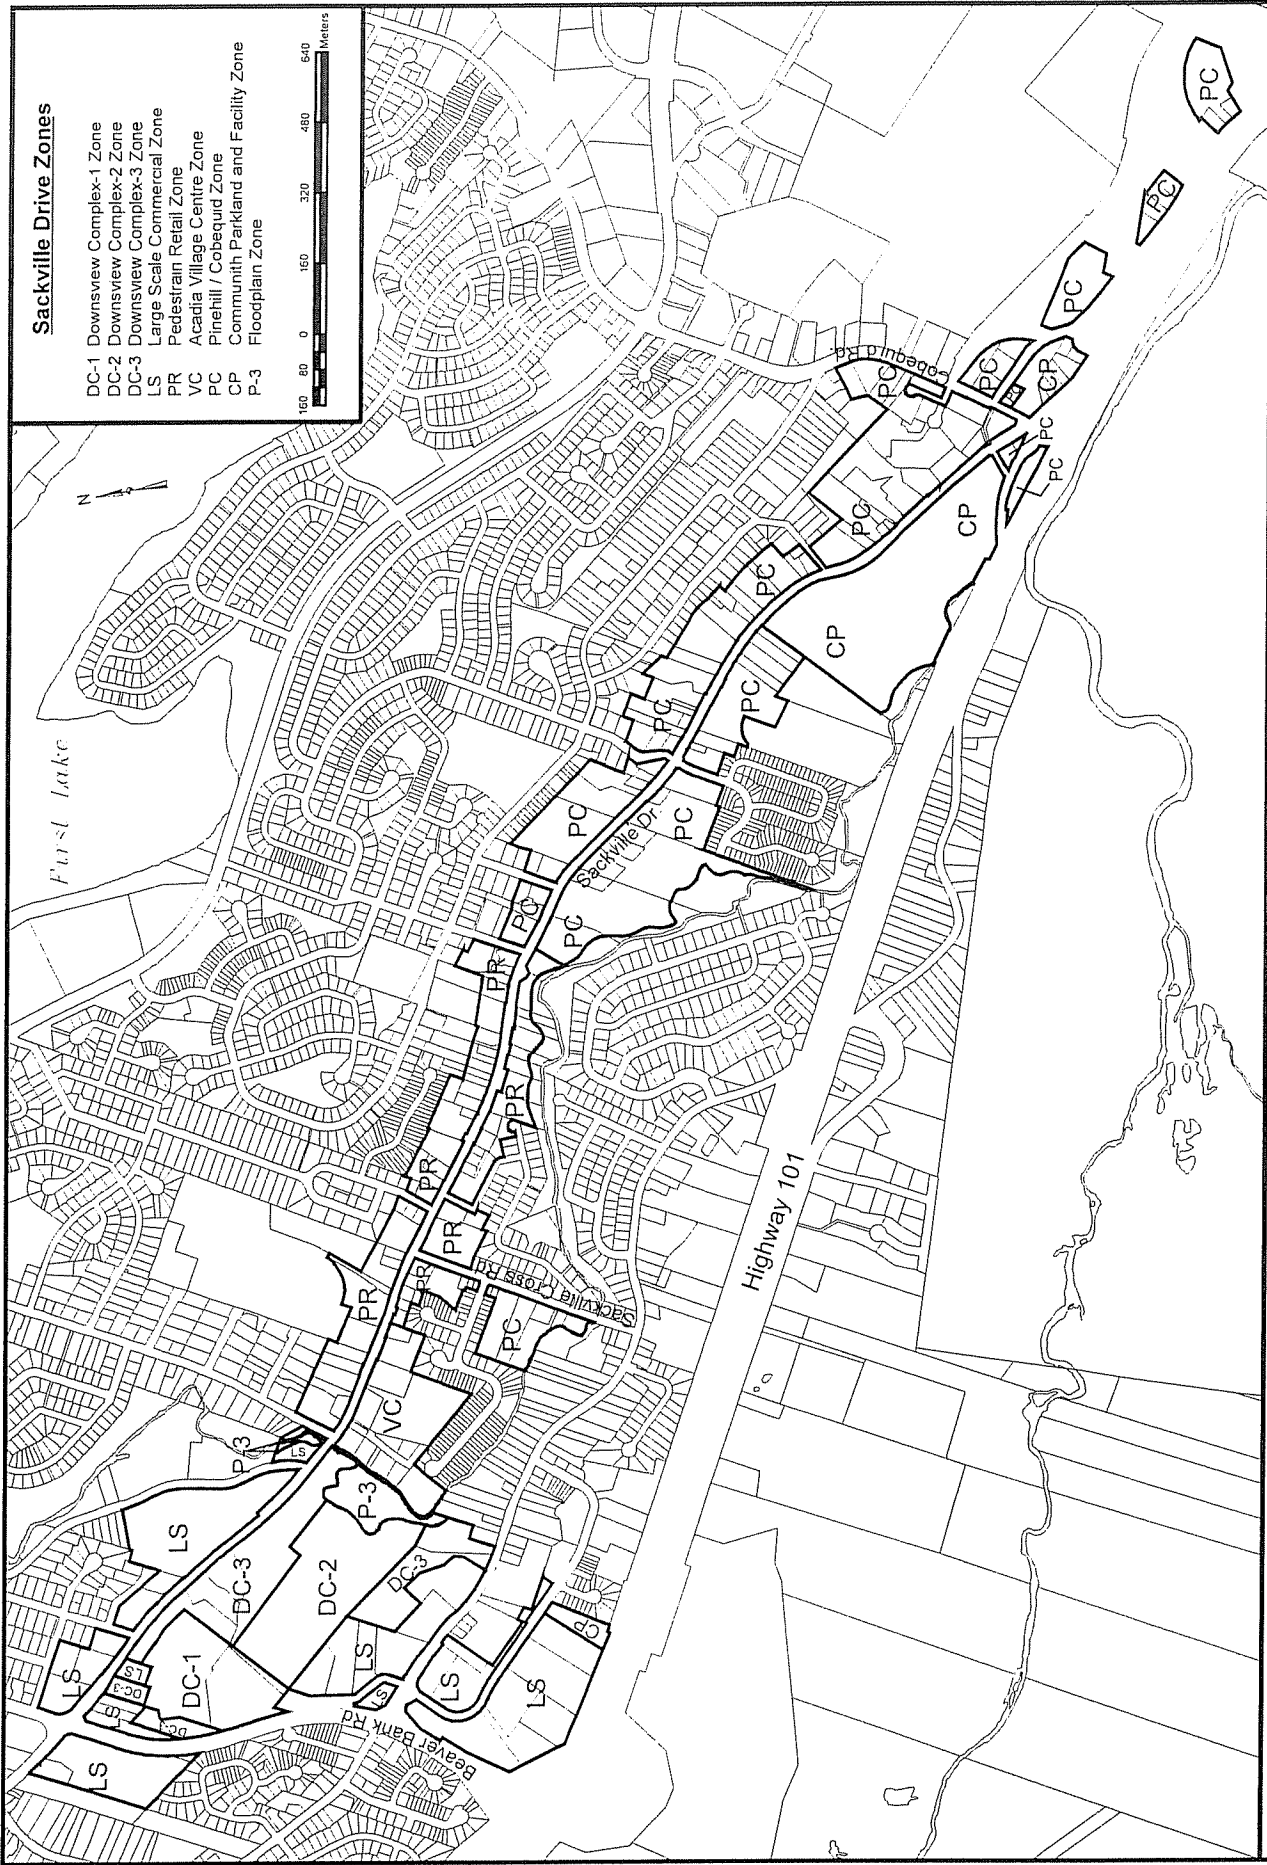 Sackville Drive Zones
DC-1 Downsview Complex-1 Zone
DC-2 Downsview Complex-2 Zone
DC-3 Downsview Complex-3 Zone
LS Large Scale Commercial Zone
PR Pedestrain Retail Zone
VC Acadia Village Centre Zone
PC Pinehill / Cobequid Zone
CP Communith Parkland and Facility Zone
P-3 Floodplain Zone
160 80 0 160 320 480 640
Meters
N
First Lake
LS
LS
LS
DC-3
LS
DC-1
LS
DC-3
DC-2
P-3
LS
P-3
DC-3
LS
LS
LS
LS
CP
Beaver Bank Rd
VC
PR
PR
PR
PC
Sackville Cross Rd
PR
PR
PR
PC
PC
Sackville Dr
PC
PC
PC
PC
PC
CP
PC
CP
PC
Cobequid Rd.
PC
PC
CP
PC
PC
PC
PC
PC
Highway 101